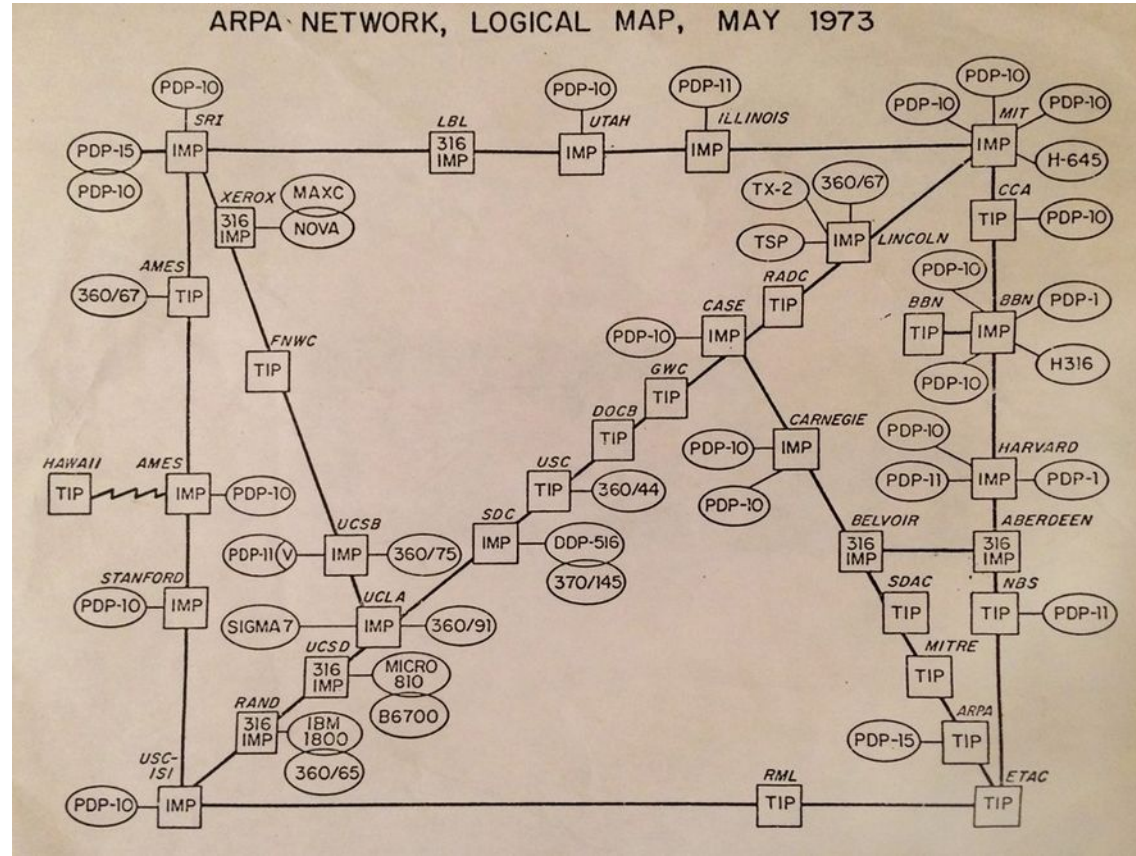 ARPA NETWORK, LOGICAL MAP, MAY 1973
PDP-10
SRI
PDP-15
IMP
PDP-10
LBL
316
IMP
PDP-10
UTAH
IMP
PDP-11
ILLINOIS
IMP
PDP-10
PDP-10
MIT
PDP-10
IMP
H-645
XEROX
MAXC
316
IMP
NOVA
TX-2
360/67
TSP
IMP
LINCOLN
CCA
TIP
PDP-10
AMES
360/67
TIP
RADC
TIP
CASE
PDP-10
IMP
PDP-10
BBN
TIP
BBN
IMP
PDP-1
PDP-10
H316
FNWC
TIP
GWC
TIP
DOCB
TIP
CARNEGIE
PDP-10
IMP
PDP-10
PDP-10
HARVARD
PDP-11
IMP
PDP-1
HAWAII
TIP
AMES
IMP
PDP-10
USC
TIP
360/44
UCSB
PDP-11
V
IMP
360/75
SDC
IMP
DDP-516
370/145
BELVOIR
316
IMP
ABERDEEN
316
IMP
STANFORD
PDP-10
IMP
UCLA
SIGMA7
IMP
360/91
SDAC
TIP
NBS
TIP
PDP-11
UCSD
316
IMP
MICRO
810
B6700
MITRE
TIP
RAND
316
IMP
IBM
1800
360/65
ARPA
PDP-15
TIP
USC-
ISI
PDP-10
IMP
RML
TIP
ETAC
TIP